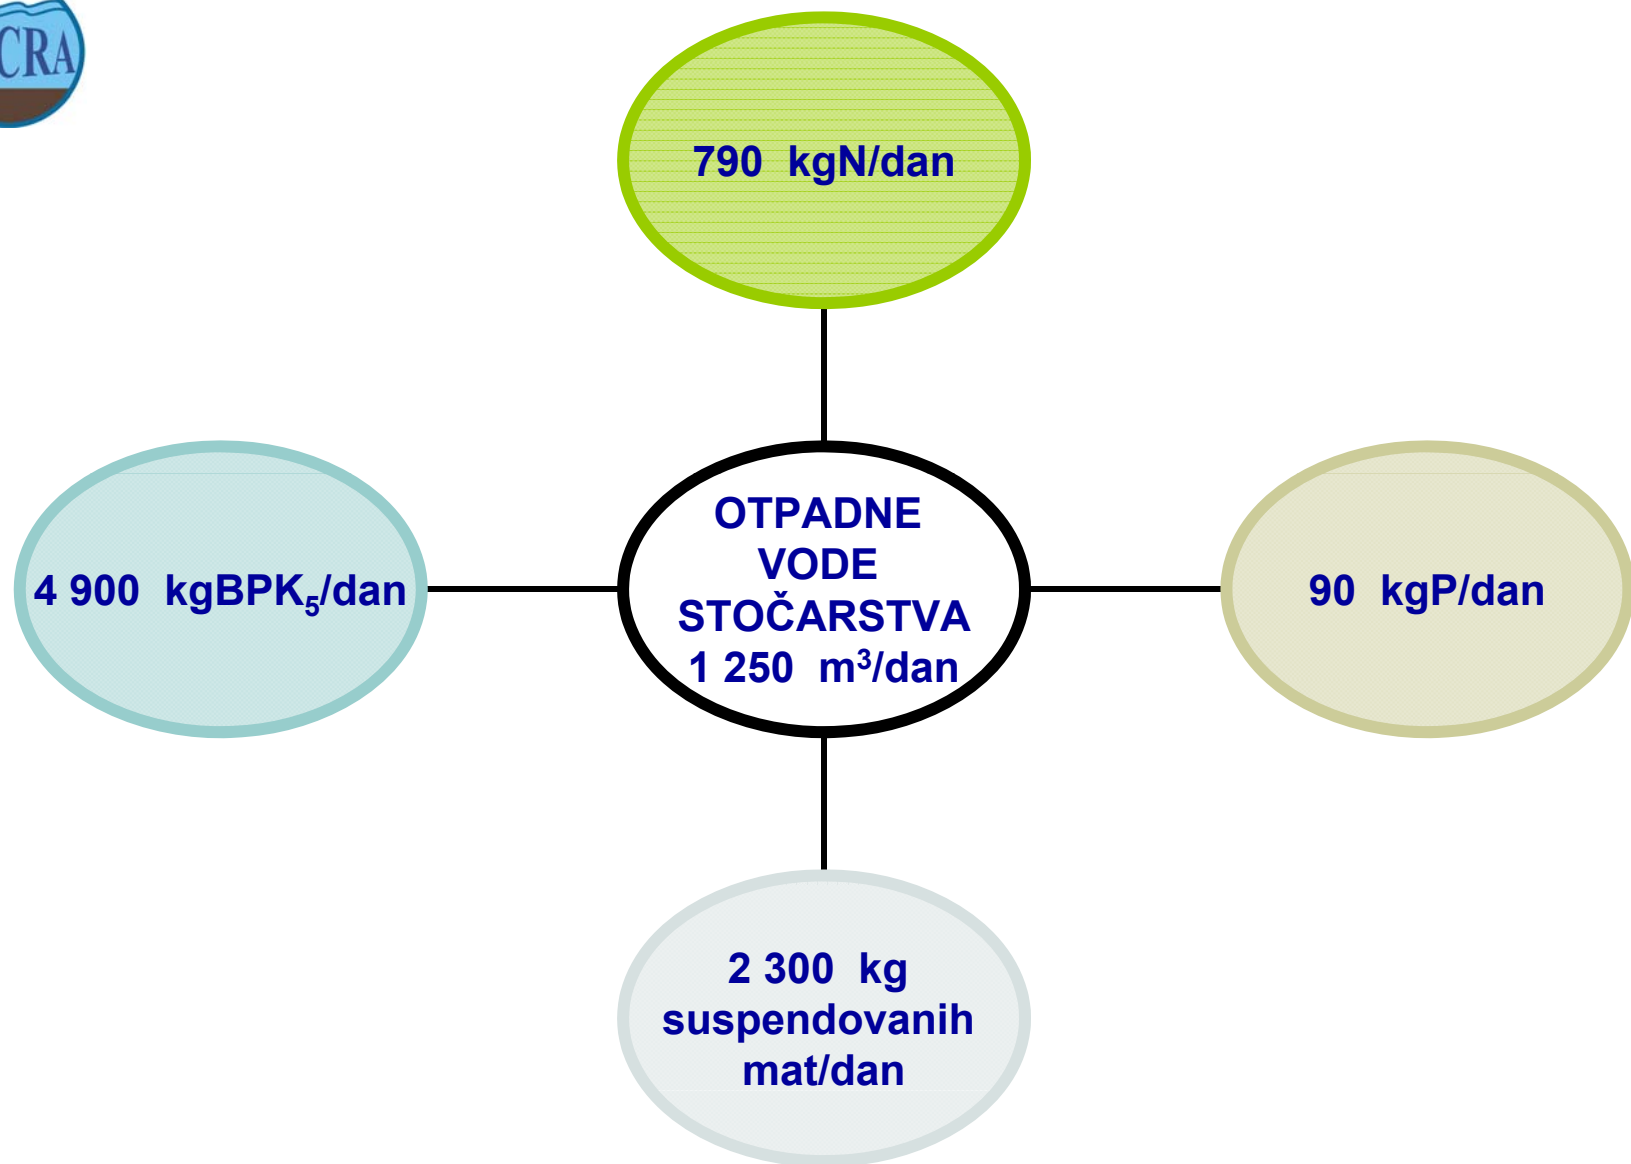 CRA
790 kgN/dan
OTPADNE
VODE
STOČARSTVA
1 250 m³/dan
4 900 kgBPK₅/dan
90 kgP/dan
2 300 kg
suspendovanih
mat/dan